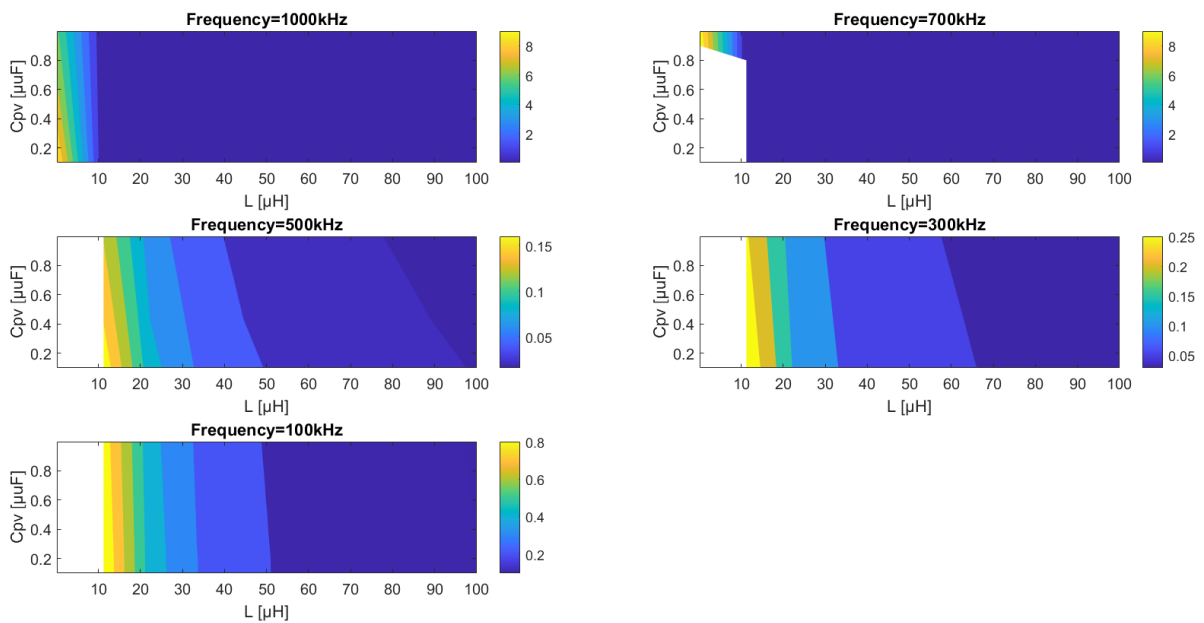 Frequency=1000kHz
Cpv [µuF]
0.8
0.6
0.4
0.2
10 20 30 40 50 60 70 80 90 100
L [µH]
8
6
4
2
Frequency=700kHz
Cpv [µuF]
0.8
0.6
0.4
0.2
10 20 30 40 50 60 70 80 90 100
L [µH]
8
6
4
2
Frequency=500kHz
Cpv [µuF]
0.8
0.6
0.4
0.2
10 20 30 40 50 60 70 80 90 100
L [µH]
0.15
0.1
0.05
Frequency=300kHz
Cpv [µuF]
0.8
0.6
0.4
0.2
10 20 30 40 50 60 70 80 90 100
L [µH]
0.25
0.2
0.15
0.1
0.05
Frequency=100kHz
Cpv [µuF]
0.8
0.6
0.4
0.2
10 20 30 40 50 60 70 80 90 100
L [µH]
0.8
0.6
0.4
0.2